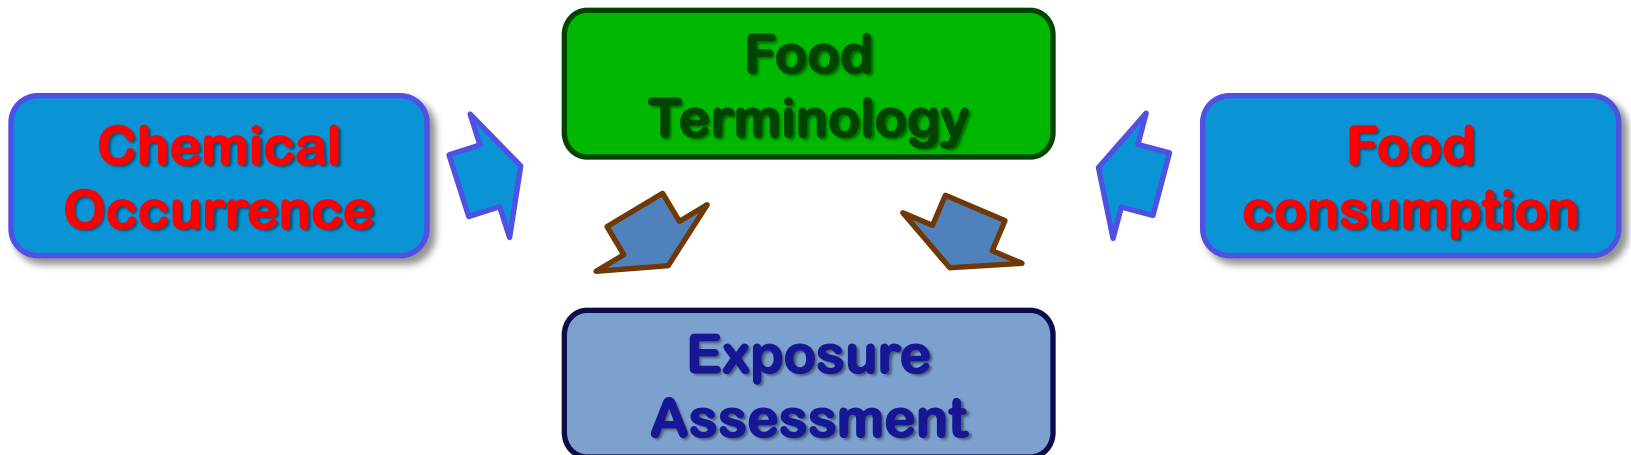 Food
Terminology
Chemical
Occurrence
Food
consumption
Exposure
Assessment